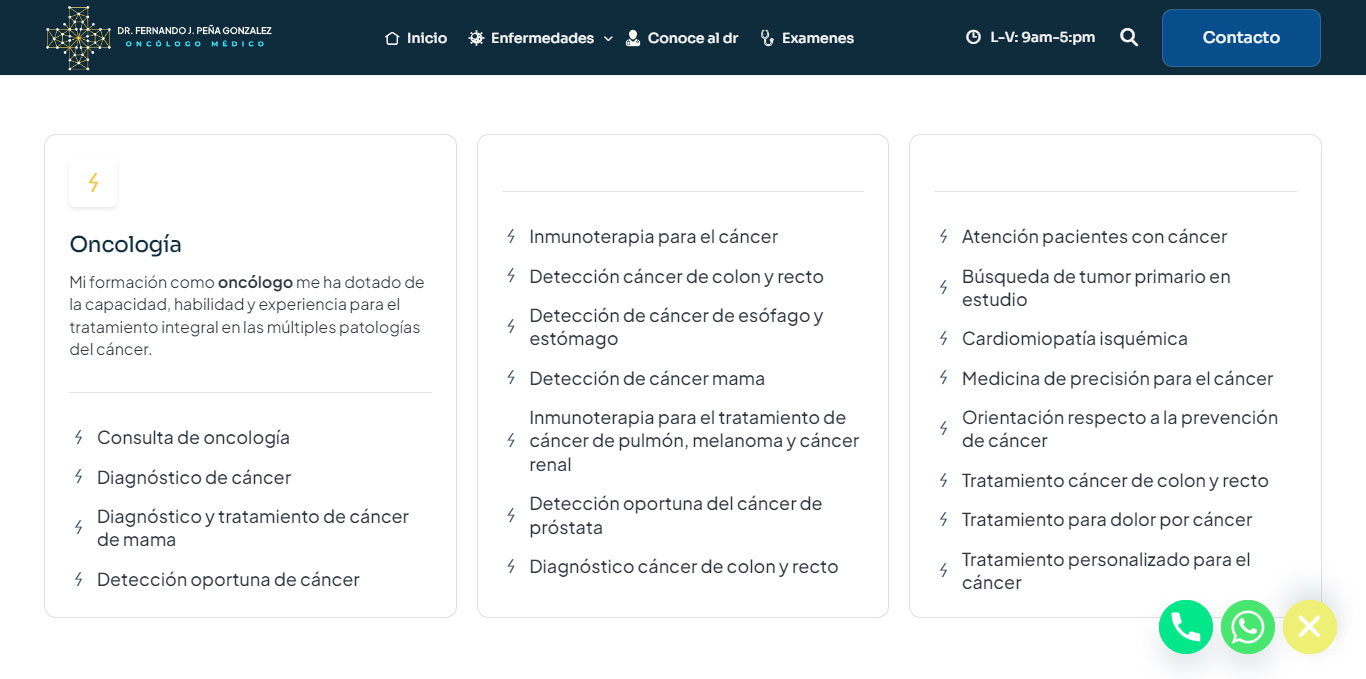 DR. FERNANDO J. PEÑA GONZALEZ
ONCÓLOGO MÉDICO
Inicio
Enfermedades
Conoce al dr
Examenes
L-V: 9am-5:pm
Contacto
Oncología
Mi formación como oncólogo me ha dotado de
la capacidad, habilidad y experiencia para el
tratamiento integral en las múltiples patologías
del cáncer.
Consulta de oncología
Diagnóstico de cáncer
Diagnóstico y tratamiento de cáncer
de mama
Detección oportuna de cáncer
Inmunoterapia para el cáncer
Detección cáncer de colon y recto
Detección de cáncer de esófago y
estómago
Detección de cáncer mama
Inmunoterapia para el tratamiento de
cáncer de pulmón, melanoma y cáncer
renal
Detección oportuna del cáncer de
próstata
Diagnóstico cáncer de colon y recto
Atención pacientes con cáncer
Búsqueda de tumor primario en
estudio
Cardiomiopatía isquémica
Medicina de precisión para el cáncer
Orientación respecto a la prevención
de cáncer
Tratamiento cáncer de colon y recto
Tratamiento para dolor por cáncer
Tratamiento personalizado para el
cáncer